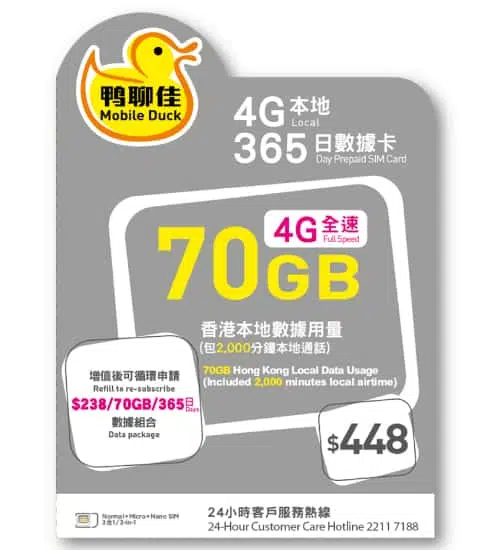 鴨聊佳
Mobile Duck
4G 本地
Local
365 日數據卡
Day Prepaid SIM Card
4G 全速
Full Speed
70GB
香港本地數據用量
(包2,000分鐘本地通話)
70GB Hong Kong Local Data Usage
(Included 2,000 minutes local airtime)
增值後可循環申請
Refill to re-subscribe
$238/70GB/365日
Days
數據組合
Data package
$448
Normal+Micro+Nano SIM
3合1/3-in-1
24小時客戶服務熱線
24-Hour Customer Care Hotline 2211 7188